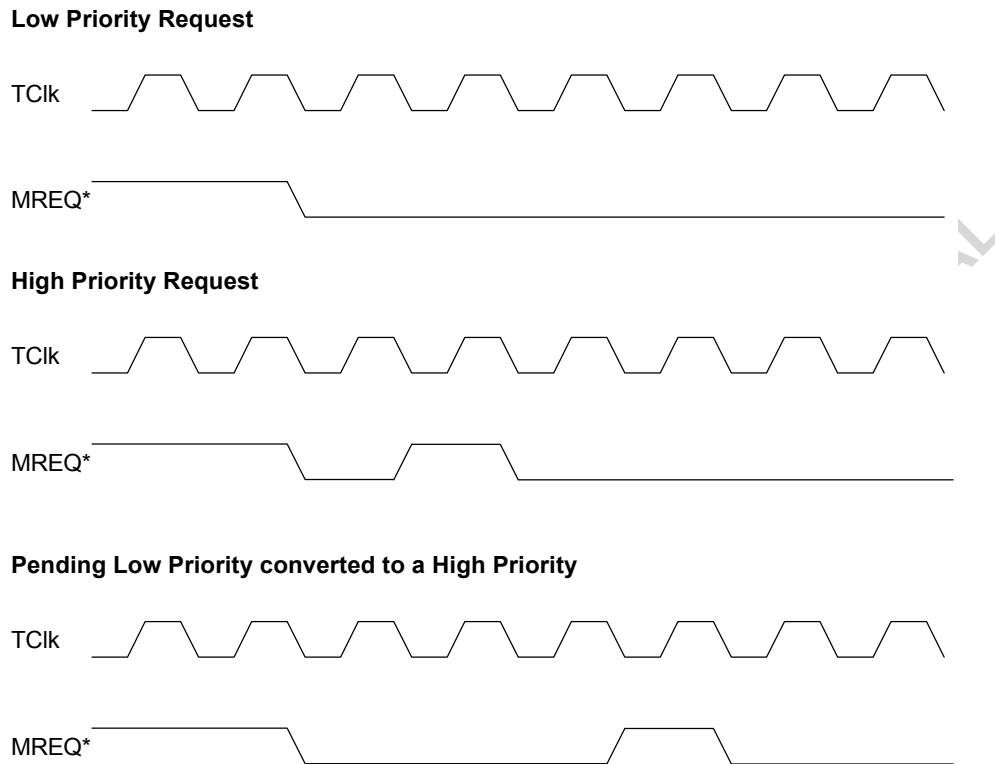 Low Priority Request
TClk
MREQ*
High Priority Request
TClk
MREQ*
Pending Low Priority converted to a High Priority
TClk
MREQ*